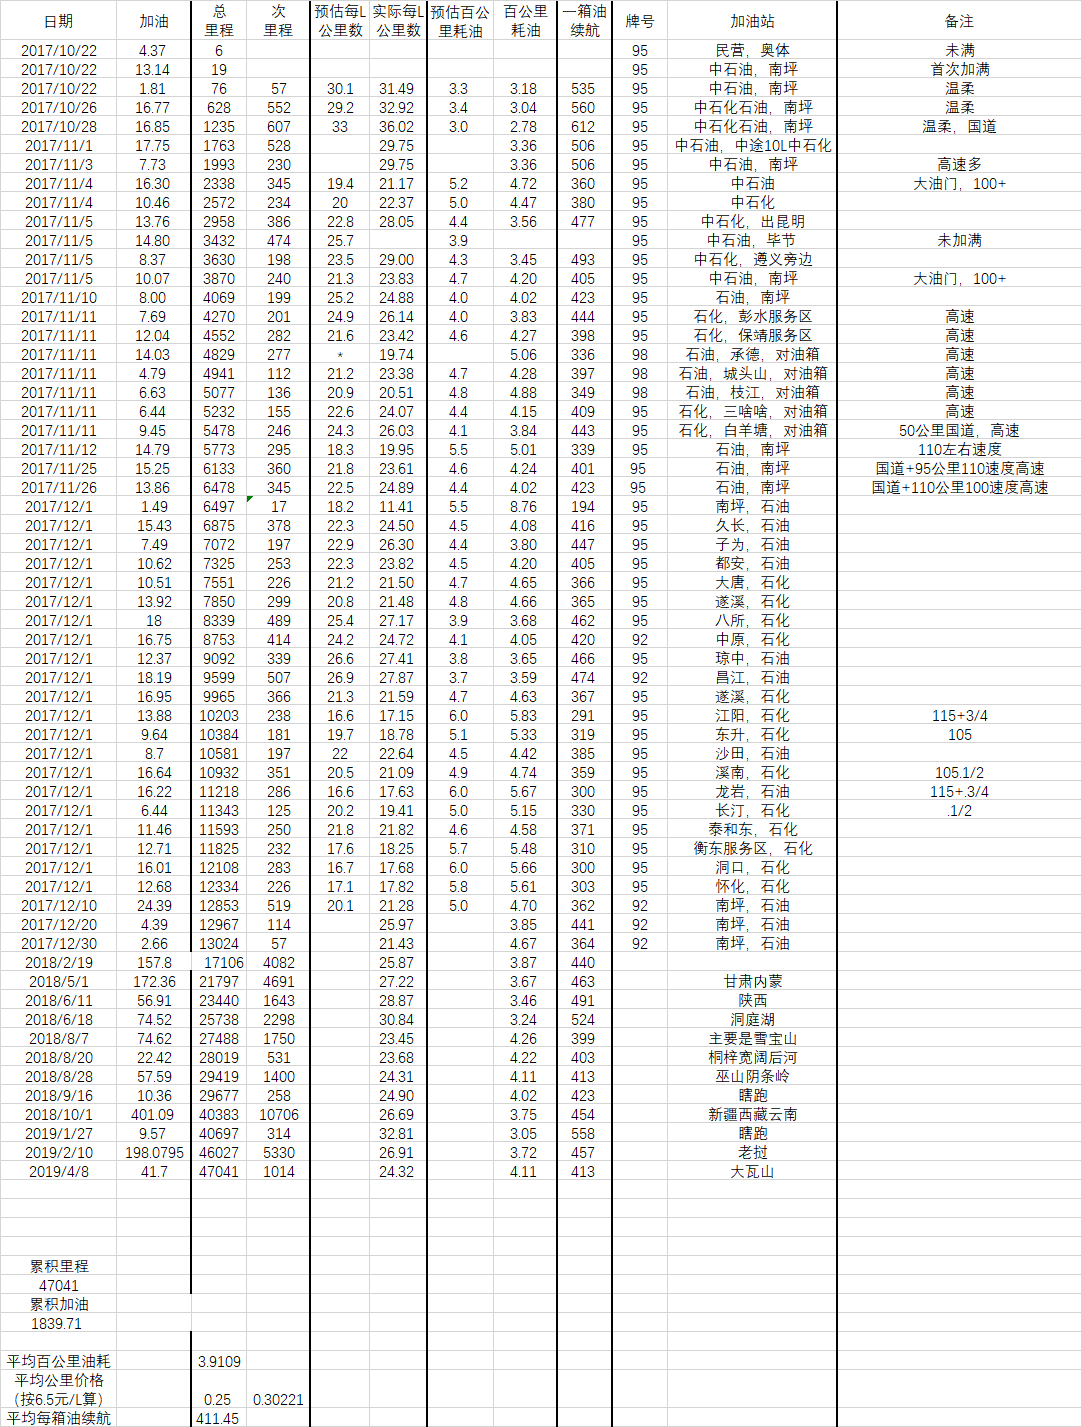 日期 加油 总里程 次里程 预估每L公里数 实际每L公里数 预估百公里耗油 百公里耗油 一箱油续航 牌号 加油站 备注
2017/10/22 4.37 6 95 民营，奥体 未满
2017/10/22 13.14 19 95 中石油，南坪 首次加满
2017/10/22 1.81 76 57 30.1 31.49 3.3 3.18 535 95 中石油，南坪 温柔
2017/10/26 16.77 628 552 29.2 32.92 3.4 3.04 560 95 中石化石油，南坪 温柔
2017/10/28 16.85 1235 607 33 36.02 3.0 2.78 612 95 中石化石油，南坪 温柔，国道
2017/11/1 17.75 1763 528 29.75 3.36 506 95 中石油，中途10L中石化
2017/11/3 7.73 1993 230 29.75 3.36 506 95 中石油，南坪 高速多
2017/11/4 16.30 2338 345 19.4 21.17 5.2 4.72 360 95 中石油 大油门，100+
2017/11/4 10.46 2572 234 20 22.37 5.0 4.47 380 95 中石化
2017/11/5 13.76 2958 386 22.8 28.05 4.4 3.56 477 95 中石化，出昆明
2017/11/5 14.80 3432 474 25.7 3.9 95 中石油，毕节 未加满
2017/11/5 8.37 3630 198 23.5 29.00 4.3 3.45 493 95 中石化，遵义旁边
2017/11/5 10.07 3870 240 21.3 23.83 4.7 4.20 405 95 中石油，南坪 大油门，100+
2017/11/10 8.00 4069 199 25.2 24.88 4.0 4.02 423 95 石油，南坪
2017/11/11 7.69 4270 201 24.9 26.14 4.0 3.83 444 95 石化，彭水服务区 高速
2017/11/11 12.04 4552 282 21.6 23.42 4.6 4.27 398 95 石化，保靖服务区 高速
2017/11/11 14.03 4829 277 * 19.74 5.06 336 98 石油，承德，对油箱 高速
2017/11/11 4.79 4941 112 21.2 23.38 4.7 4.28 397 98 石油，城头山，对油箱 高速
2017/11/11 6.63 5077 136 20.9 20.51 4.8 4.88 349 98 石油，枝江，对油箱 高速
2017/11/11 6.44 5232 155 22.6 24.07 4.4 4.15 409 95 石化，三啥啥，对油箱 高速
2017/11/11 9.45 5478 246 24.3 26.03 4.1 3.84 443 95 石化，白羊塘，对油箱 50公里国道，高速
2017/11/12 14.79 5773 295 18.3 19.95 5.5 5.01 339 95 石油，南坪 110左右速度
2017/11/25 15.25 6133 360 21.8 23.61 4.6 4.24 401 95 石油，南坪 国道+95公里110速度高速
2017/11/26 13.86 6478 345 22.5 24.89 4.4 4.02 423 95 石油，南坪 国道+110公里100速度高速
2017/12/1 1.49 6497 17 18.2 11.41 5.5 8.76 194 95 南坪，石油
2017/12/1 15.43 6875 378 22.3 24.50 4.5 4.08 416 95 久长，石油
2017/12/1 7.49 7072 197 22.9 26.30 4.4 3.80 447 95 子为，石油
2017/12/1 10.62 7325 253 22.3 23.82 4.5 4.20 405 95 都安，石油
2017/12/1 10.51 7551 226 21.2 21.50 4.7 4.65 366 95 大唐，石化
2017/12/1 13.92 7850 299 20.8 21.48 4.8 4.66 365 95 遂溪，石化
2017/12/1 18 8339 489 25.4 27.17 3.9 3.68 462 95 八所，石化
2017/12/1 16.75 8753 414 24.2 24.72 4.1 4.05 420 92 中原，石化
2017/12/1 12.37 9092 339 26.6 27.41 3.8 3.65 466 95 琼中，石油
2017/12/1 18.19 9599 507 26.9 27.87 3.7 3.59 474 92 昌江，石油
2017/12/1 16.95 9965 366 21.3 21.59 4.7 4.63 367 95 遂溪，石化
2017/12/1 13.88 10203 238 16.6 17.15 6.0 5.83 291 95 江阳，石化 115+3/4
2017/12/1 9.64 10384 181 19.7 18.78 5.1 5.33 319 95 东升，石化 105
2017/12/1 8.7 10581 197 22 22.64 4.5 4.42 385 95 沙田，石油
2017/12/1 16.64 10932 351 20.5 21.09 4.9 4.74 359 95 溪南，石化 105.1/2
2017/12/1 16.22 11218 286 16.6 17.63 6.0 5.67 300 95 龙岩，石油 115+.3/4
2017/12/1 6.44 11343 125 20.2 19.41 5.0 5.15 330 95 长汀，石化 .1/2
2017/12/1 11.46 11593 250 21.8 21.82 4.6 4.58 371 95 泰和东，石化
2017/12/1 12.71 11825 232 17.6 18.25 5.7 5.48 310 95 衡东服务区，石化
2017/12/1 16.01 12108 283 16.7 17.68 6.0 5.66 300 95 洞口，石化
2017/12/1 12.68 12334 226 17.1 17.82 5.8 5.61 303 95 怀化，石化
2017/12/10 24.39 12853 519 20.1 21.28 5.0 4.70 362 92 南坪，石油
2017/12/20 4.39 12967 114 25.97 3.85 441 92 南坪，石油
2017/12/30 2.66 13024 57 21.43 4.67 364 92 南坪，石油
2018/2/19 157.8 17106 4082 25.87 3.87 440
2018/5/1 172.36 21797 4691 27.22 3.67 463 甘肃内蒙
2018/6/11 56.91 23440 1643 28.87 3.46 491 陕西
2018/6/18 74.52 25738 2298 30.84 3.24 524 洞庭湖
2018/8/7 74.62 27488 1750 23.45 4.26 399 主要是雪宝山
2018/8/20 22.42 28019 531 23.68 4.22 403 桐梓宽阔后河
2018/8/28 57.59 29419 1400 24.31 4.11 413 巫山阴条岭
2018/9/16 10.36 29677 258 24.90 4.02 423 瞎跑
2018/10/1 401.09 40383 10706 26.69 3.75 454 新疆西藏云南
2019/1/27 9.57 40697 314 32.81 3.05 558 瞎跑
2019/2/10 198.0795 46027 5330 26.91 3.72 457 老挝
2019/4/8 41.7 47041 1014 24.32 4.11 413 大瓦山
累积里程
47041
累积加油
1839.71
平均百公里油耗 3.9109
平均公里价格
（按6.5元/L算） 0.25 0.30221
平均每箱油续航 411.45